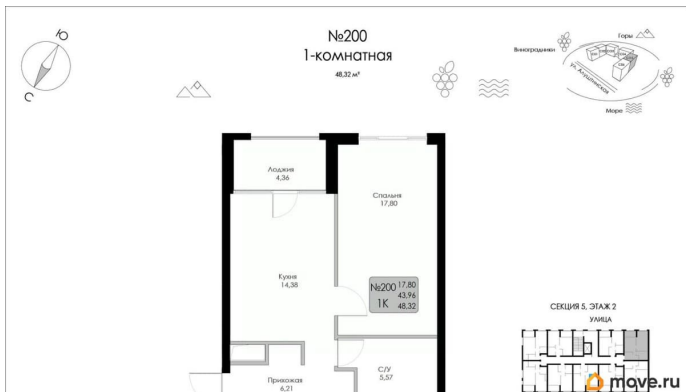 №200
1-комнатная
48,32 м²
Ю
С
Горы
Виноградники
ул. Алуштинская
Море
Лоджия
4,36
Спальня
17,80
Кухня
14,38
№200 17,80
43,96
1К 48,32
Прихожая
6,21
С/У
5,57
СЕКЦИЯ 5, ЭТАЖ 2
УЛИЦА
move.ru